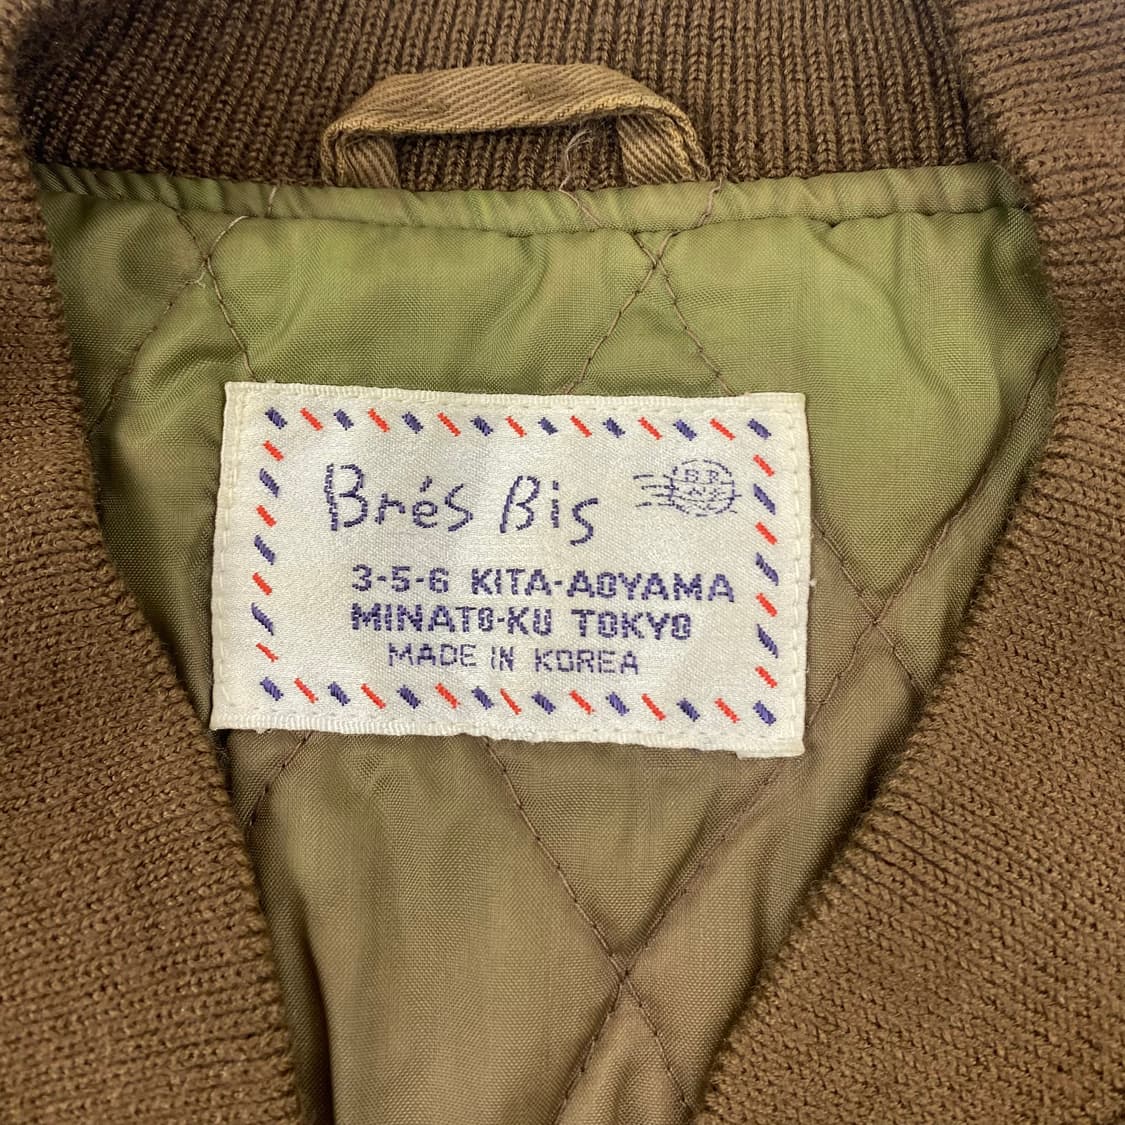 Brés Bis
3-5-6 KITA-AOYAMA
MINATO-KU TOKYO
MADE IN KOREA